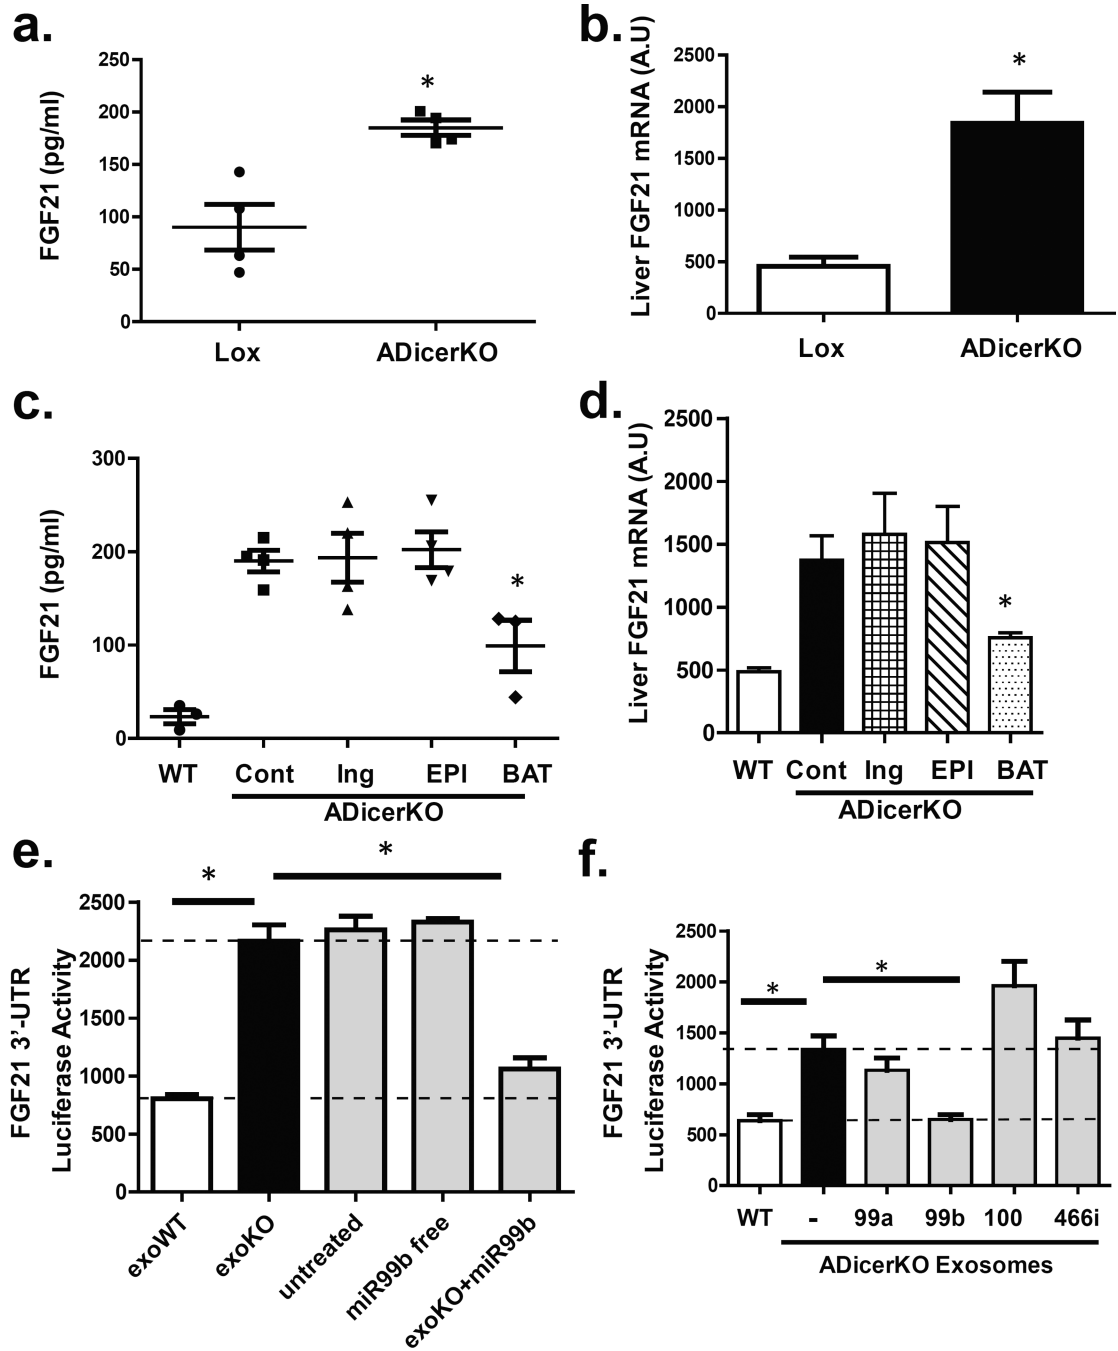 a.
FGF21 (pg/ml)
250
200
150
100
50
0
*
Lox
ADicerKO
b.
Liver FGF21 mRNA (A.U)
2500
2000
1500
1000
500
0
*
Lox
ADicerKO
c.
FGF21 (pg/ml)
300
200
100
0
*
WT
Cont
Ing
EPI
BAT
ADicerKO
d.
Liver FGF21 mRNA (A.U)
2500
2000
1500
1000
500
0
*
WT
Cont
Ing
EPI
BAT
ADicerKO
e.
FGF21 3’-UTR
Luciferase Activity
2500
2000
1500
1000
500
0
*
*
exoWT
exoKO
untreated
miR99b free
exoKO+miR99b
f.
FGF21 3’-UTR
Luciferase Activity
2500
2000
1500
1000
500
0
*
*
WT
-
99a
99b
100
466i
ADicerKO Exosomes